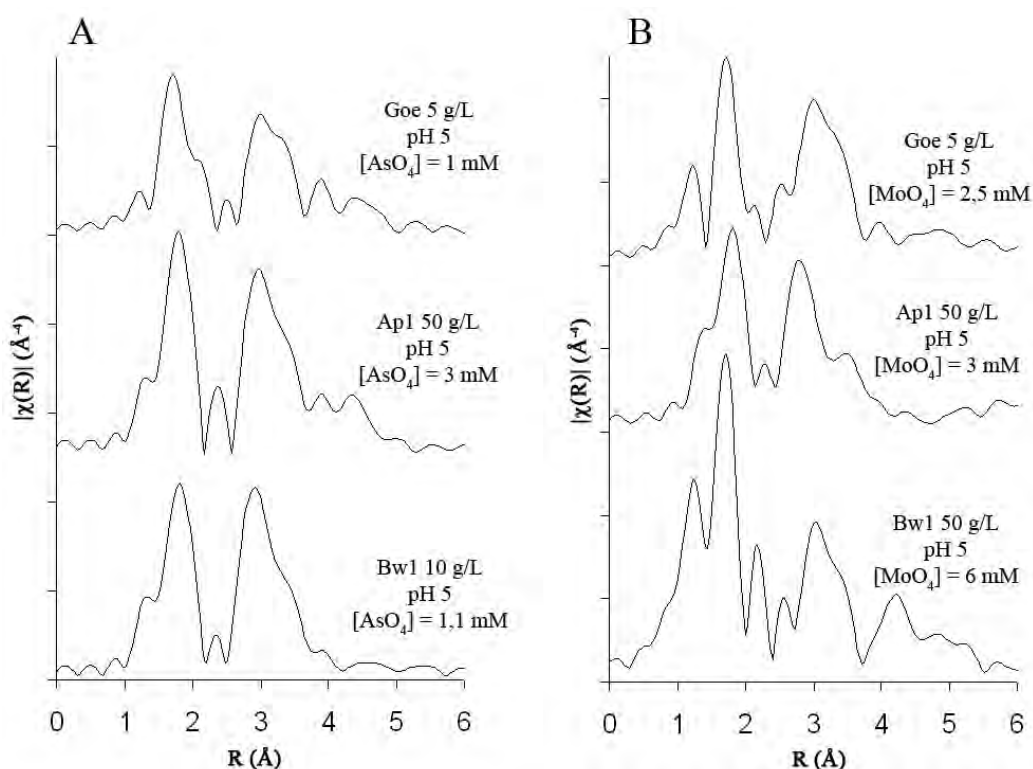 A
Goe 5 g/L
pH 5
[AsO₄] = 1 mM
Ap1 50 g/L
pH 5
[AsO₄] = 3 mM
Bw1 10 g/L
pH 5
[AsO₄] = 1,1 mM
|χ(R)| (Å⁻⁴)
0 1 2 3 4 5 6
R (Å)
B
Goe 5 g/L
pH 5
[MoO₄] = 2,5 mM
Ap1 50 g/L
pH 5
[MoO₄] = 3 mM
Bw1 50 g/L
pH 5
[MoO₄] = 6 mM
|χ(R)| (Å⁻⁴)
0 1 2 3 4 5 6
R (Å)